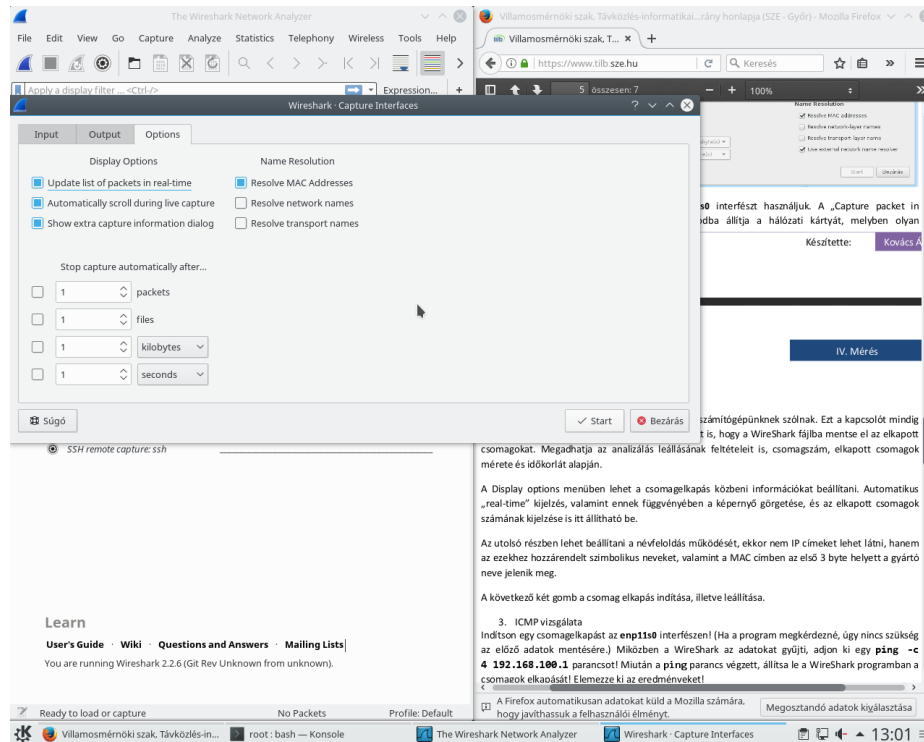 The Wireshark Network Analyzer
File Edit View Go Capture Analyze Statistics Telephony Wireless Tools Help
Apply a display filter ... <Ctrl-/>
Expression...
+
Wireshark · Capture Interfaces
Input Output Options
Display Options
Update list of packets in real-time
Automatically scroll during live capture
Show extra capture information dialog
Name Resolution
Resolve MAC Addresses
Resolve network names
Resolve transport names
Stop capture automatically after...
1 packets
1 files
1 kilobytes
1 seconds
Súgó
Start
Bezárás
SSH remote capture: ssh
Learn
User's Guide · Wiki · Questions and Answers · Mailing Lists
You are running Wireshark 2.2.6 (Git Rev Unknown from unknown).
Ready to load or capture No Packets Profile: Default
Villamosmérnöki szak, Távközlés-informatikai...rány honlapja (SZE - Győr) - Mozilla Firefox
Villamosmérnöki szak, T...
https://www.tilb.sze.hu
Keresés
5 összesen: 7
100%
Name Resolution
Resolve MAC addresses
Resolve network-layer names
Resolve transport-layer name
Use external network name resolver
Start
s0 interfészt használjuk. A „Capture packet in
ódba állítja a hálózati kártyát, melyben olyan
Készítette: Kovács Á
IV. Mérés
számítógépünknek szólnak. Ezt a kapcsolót mindig
t is, hogy a WireShark fájlba mentse el az elkapott
csomagokat. Megadhatja az analizálás leállásának feltételeit is, csomagszám, elkapott csomagok
mérete és időkorlát alapján.
A Display options menüben lehet a csomagelkapás közbeni információkat beállítani. Automatikus
„real-time” kijelzés, valamint ennek függvényében a képernyő görgetése, és az elkapott csomagok
számának kijelzése is itt állítható be.
Az utolsó részben lehet beállítani a névfeloldás működését, ekkor nem IP címeket lehet látni, hanem
az ezekhez hozzárendelt szimbolikus neveket, valamint a MAC címben az első 3 byte helyett a gyártó
neve jelenik meg.
A következő két gomb a csomag elkapás indítása, illetve leállítása.
3. ICMP vizsgálata
Indítson egy csomagelkapást az enp11s0 interfészen! (Ha a program megkérdezné, úgy nincs szükség
az előző adatok mentésére.) Miközben a WireShark az adatokat gyűjti, adjon ki egy ping -c
4 192.168.100.1 parancsot! Miután a ping parancs végzett, állítsa le a WireShark programban a
csomagok elkapását! Elemezze ki az eredményeket!
A Firefox automatikusan adatokat küld a Mozilla számára,
hogy javíthassuk a felhasználói élményt.
Megosztandó adatok kiválasztása
Villamosmérnöki szak, Távközlés-in...
root : bash — Konsole
The Wireshark Network Analyzer
Wireshark · Capture Interfaces
13:01